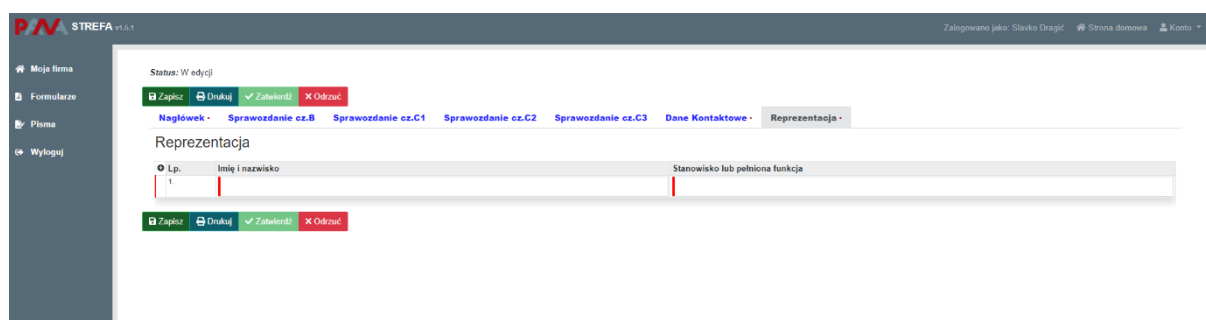 PANA STREFA v1.5.1
Zalogowano jako: Slavko Dragić Strona domowa Konto
Moja firma
Formularze
Pisma
Wyloguj
Status: W edycji
Zapisz Drukuj Zatwierdź Odrzuć
Nagłówek • Sprawozdanie cz.B Sprawozdanie cz.C1 Sprawozdanie cz.C2 Sprawozdanie cz.C3 Dane Kontaktowe • Reprezentacja •
Reprezentacja
Lp. Imię i nazwisko Stanowisko lub pełniona funkcja
1.
Zapisz Drukuj Zatwierdź Odrzuć